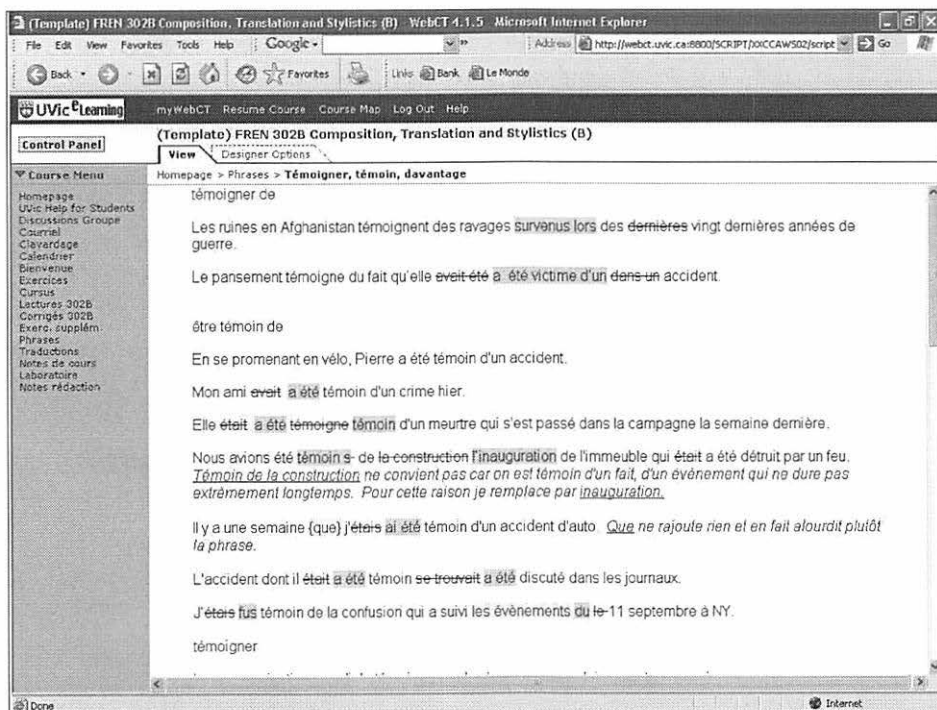 (Template) FREN 302B Composition, Translation and Stylistics (B) - WebCT 4.1.5 - Microsoft Internet Explorer
File Edit View Favorites Tools Help Google - » Address http://webct.uvic.ca:8800/SCRIPT/XXCCAWS02/script Go
Back Favorites Links Bank Le Monde
UVic eLearning myWebCT Resume Course Course Map Log Out Help
Control Panel
(Template) FREN 302B Composition, Translation and Stylistics (B)
View Designer Options
Course Menu
Homepage > Phrases > Témoigner, témoin, davantage
Homepage
UVic Help for Students
Discussions Groupe
Courriel
Clavardage
Calendrier
Bienvenue
Exercices
Cursus
Lectures 302B
Corrigés 302B
Exerc. supplém.
Phrases
Traductions
Notes de cours
Laboratoire
Notes rédaction
témoigner de
Les ruines en Afghanistan témoignent des ravages survenus lors des dernières vingt dernières années de
guerre.
Le pansement témoigne du fait qu'elle avait été a été victime d'un dans un accident.
être témoin de
En se promenant en vélo, Pierre a été témoin d'un accident.
Mon ami avait a été témoin d'un crime hier.
Elle était a été témoigne témoin d'un meurtre qui s'est passé dans la campagne la semaine dernière.
Nous avions été témoin s de la construction l'inauguration de l'immeuble qui était a été détruit par un feu.
Témoin de la construction ne convient pas car on est témoin d'un fait, d'un évènement qui ne dure pas
extrèmement longtemps. Pour cette raison je remplace par inauguration.
Il y a une semaine {que} j'étais ai été témoin d'un accident d'auto. Que ne rajoute rien et en fait alourdit plutôt
la phrase.
L'accident dont il était a été témoin se trouvait a été discuté dans les journaux.
J'étais fus témoin de la confusion qui a suivi les évènements du le 11 septembre à NY.
témoigner
Done Internet